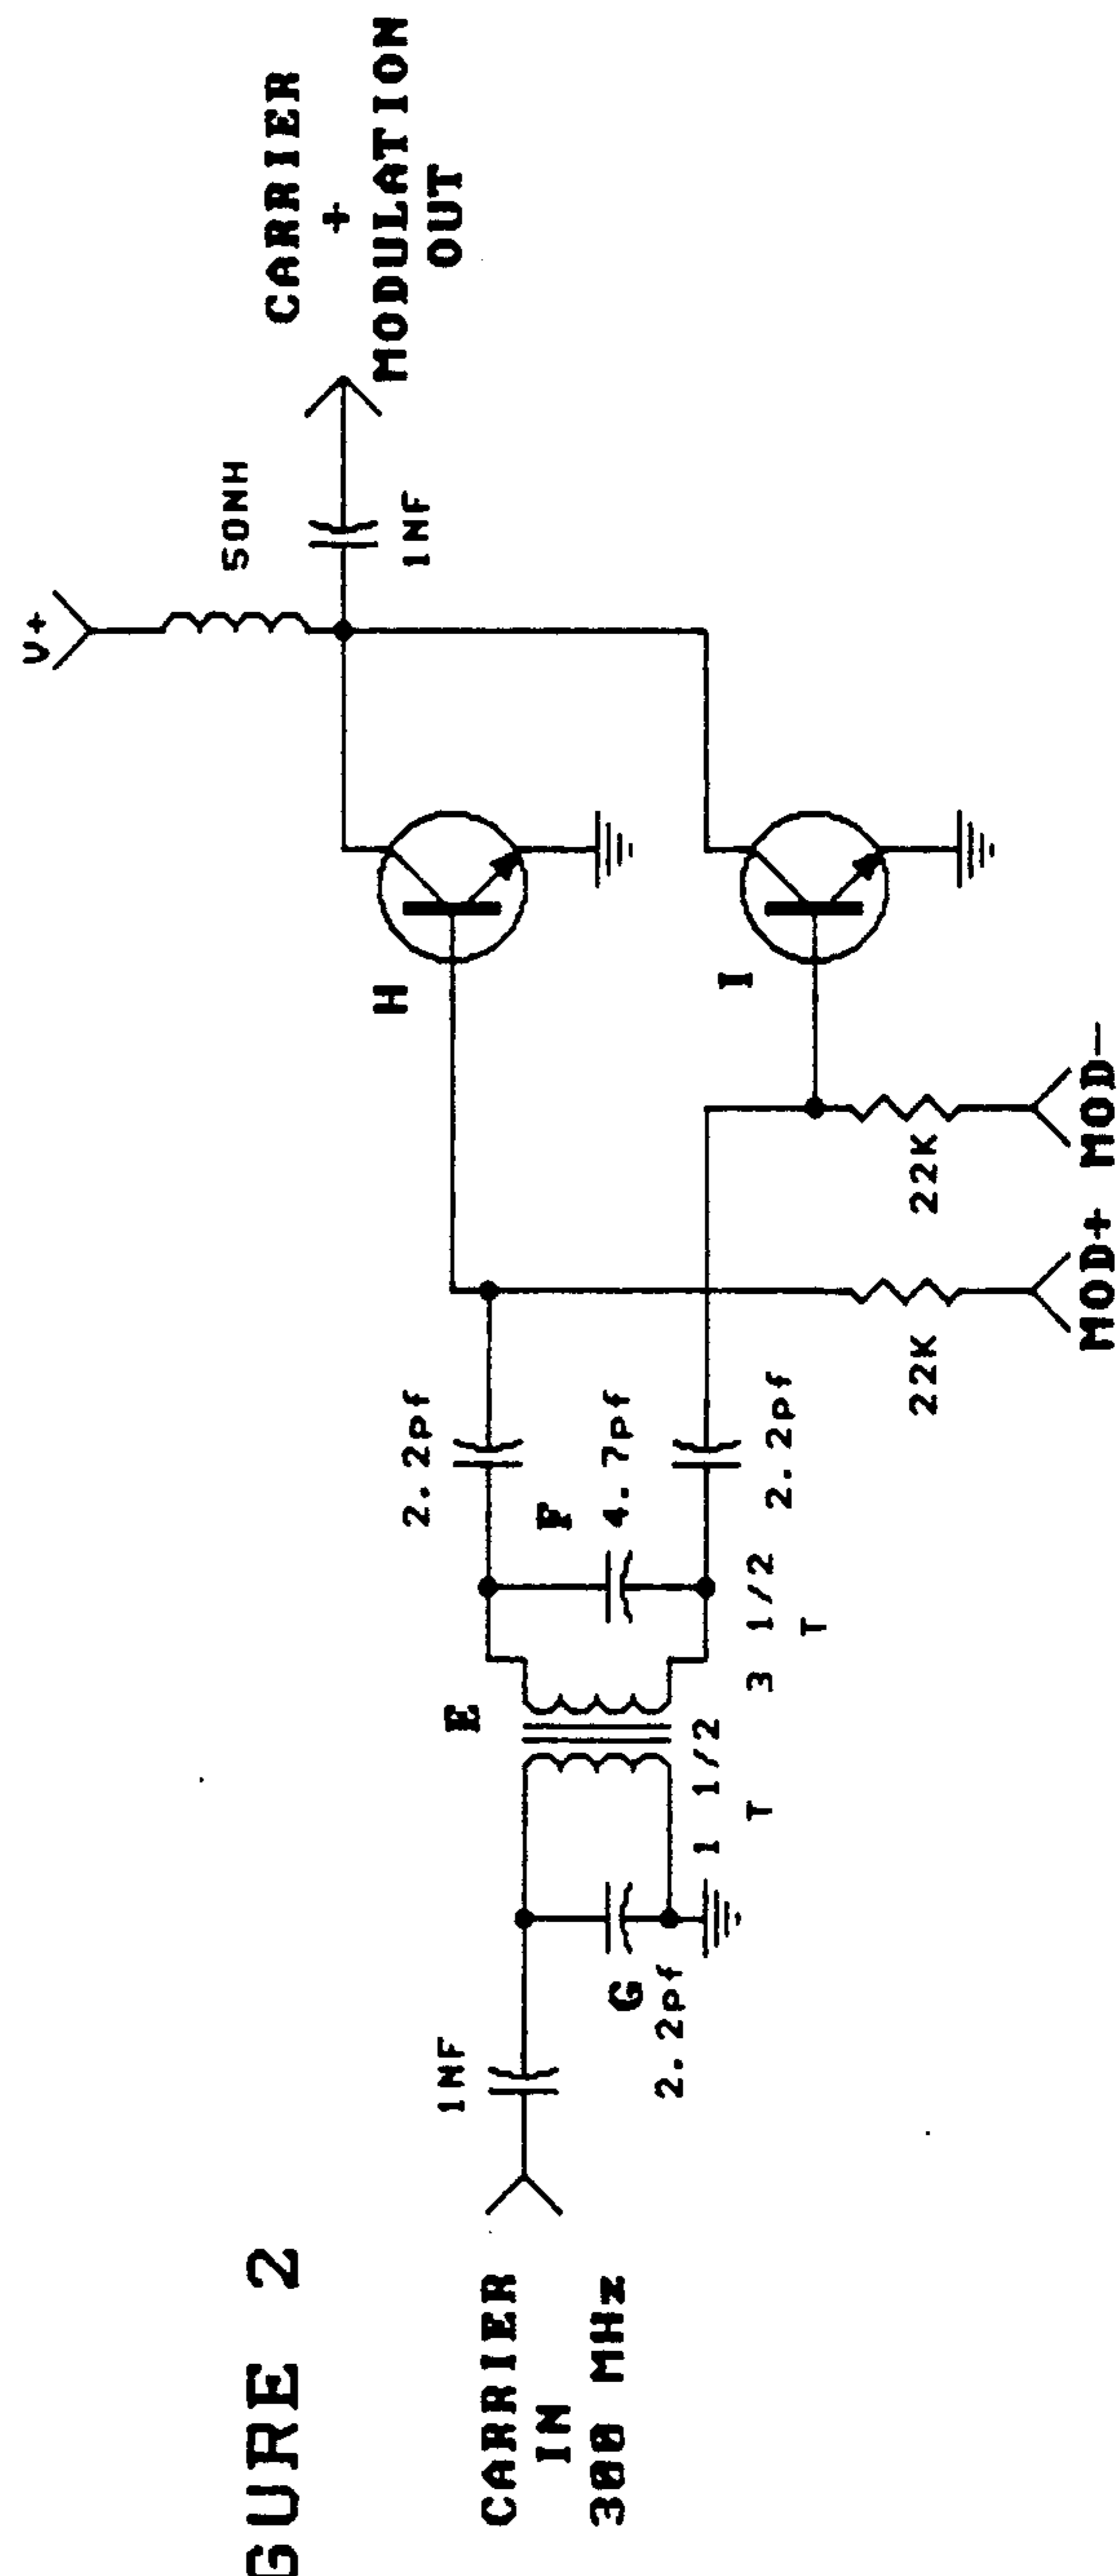 GURE 2
V+
50NH
CARRIER
+
MODULATION
OUT
1NF
H
I
2.2pf
F
4.7pf
2.2pf
E
1NF
G
2.2pf
1 1/2
T
3 1/2
T
CARRIER
IN
300 MHz
22K
22K
MOD+ MOD-